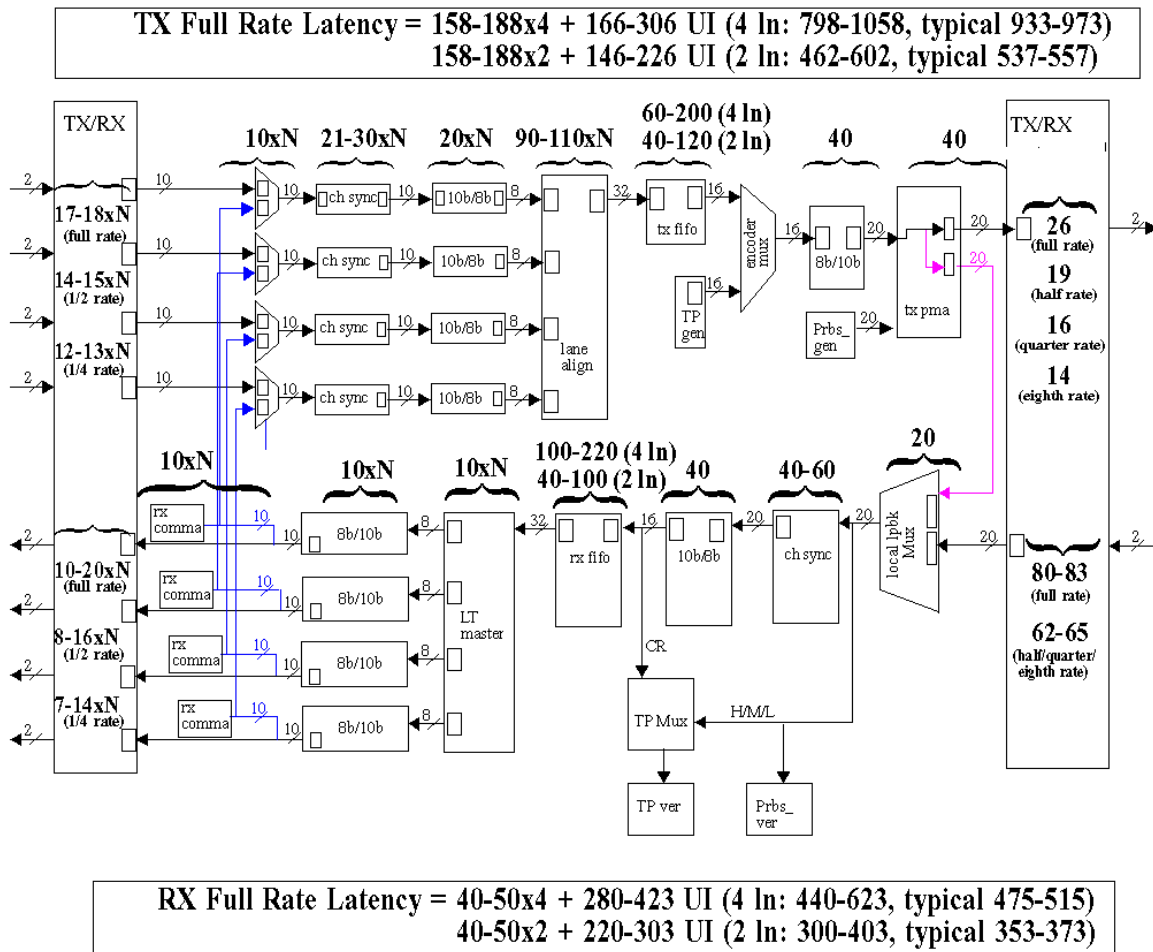 TX Full Rate Latency = 158-188x4 + 166-306 UI (4 ln: 798-1058, typical 933-973)
158-188x2 + 146-226 UI (2 ln: 462-602, typical 537-557)
TX/RX
10xN
21-30xN
20xN
90-110xN
60-200 (4 ln)
40-120 (2 ln)
40
40
TX/RX
2
10
10
ch sync
10
10b/8b
8
32
tx fifo
16
encoder mux
16
8b/10b
20
20
2
17-18xN
(full rate)
26
(full rate)
2
10
10
ch sync
10
10b/8b
8
20
14-15xN
(1/2 rate)
TP gen
16
19
(half rate)
2
10
10
ch sync
10
10b/8b
8
lane align
Prbs_gen
20
tx pma
16
(quarter rate)
12-13xN
(1/4 rate)
2
10
10
ch sync
10
10b/8b
8
14
(eighth rate)
10xN
10xN
10xN
100-220 (4 ln)
40-100 (2 ln)
40
40-60
20
2
rx comma
10
10
8b/10b
8
32
rx fifo
16
10b/8b
20
ch sync
20
local lpbk Mux
20
2
10-20xN
(full rate)
80-83
(full rate)
2
rx comma
10
10
8b/10b
8
LT master
8-16xN
(1/2 rate)
62-65
(half/quarter/
eighth rate)
2
rx comma
10
10
8b/10b
8
CR
7-14xN
(1/4 rate)
2
rx comma
10
10
8b/10b
8
TP Mux
H/M/L
TP ver
Prbs_
ver
RX Full Rate Latency = 40-50x4 + 280-423 UI (4 ln: 440-623, typical 475-515)
40-50x2 + 220-303 UI (2 ln: 300-403, typical 353-373)